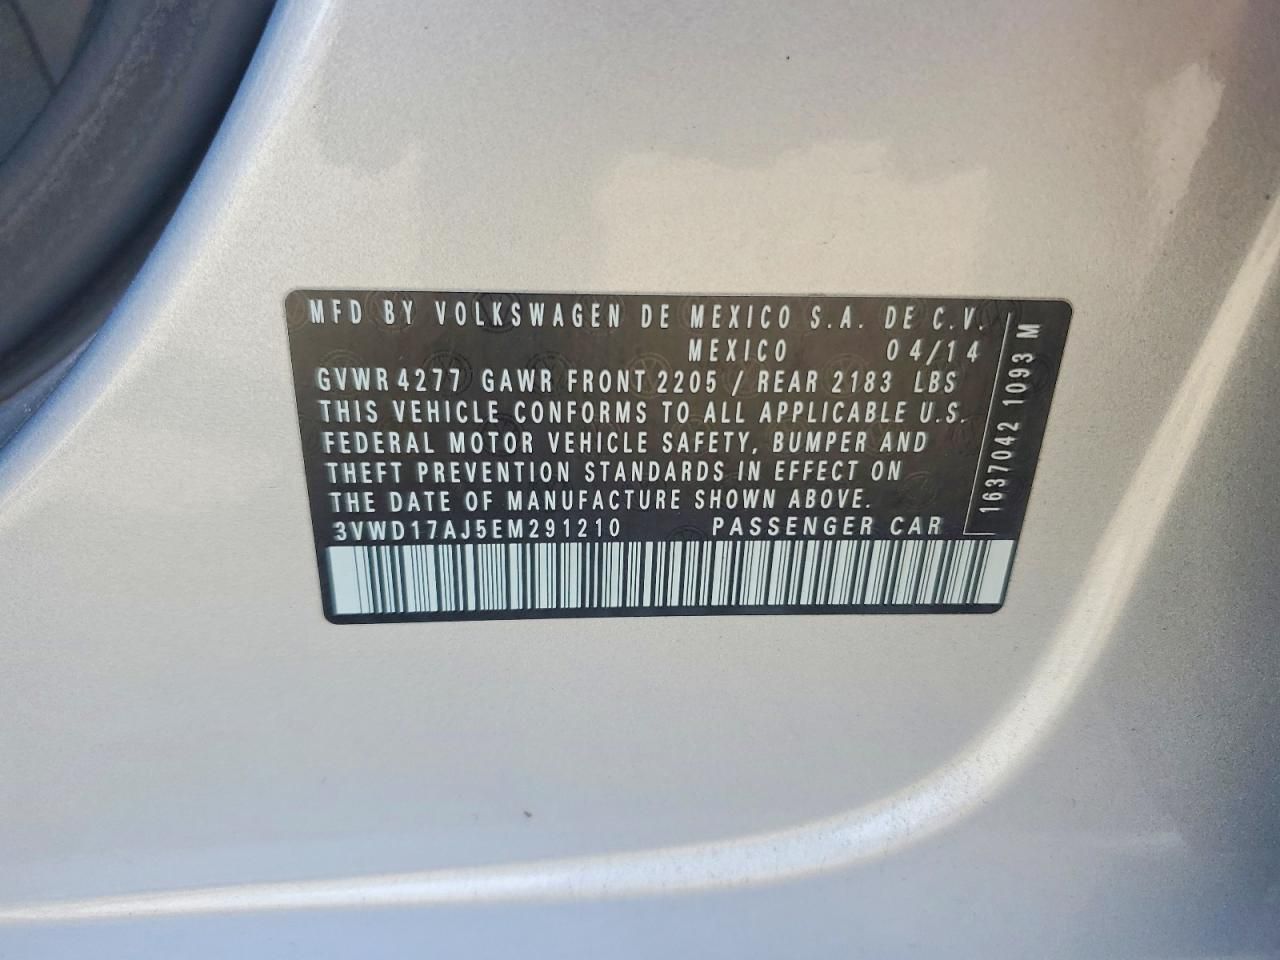 MFD BY VOLKSWAGEN DE MEXICO S.A. DE C.V.
MEXICO 04/14
GVWR 4277 GAWR FRONT 2205 / REAR 2183 LBS
THIS VEHICLE CONFORMS TO ALL APPLICABLE U.S.
FEDERAL MOTOR VEHICLE SAFETY, BUMPER AND
THEFT PREVENTION STANDARDS IN EFFECT ON
THE DATE OF MANUFACTURE SHOWN ABOVE.
3VWD17AJ5EM291210 PASSENGER CAR
1637042 1093 M